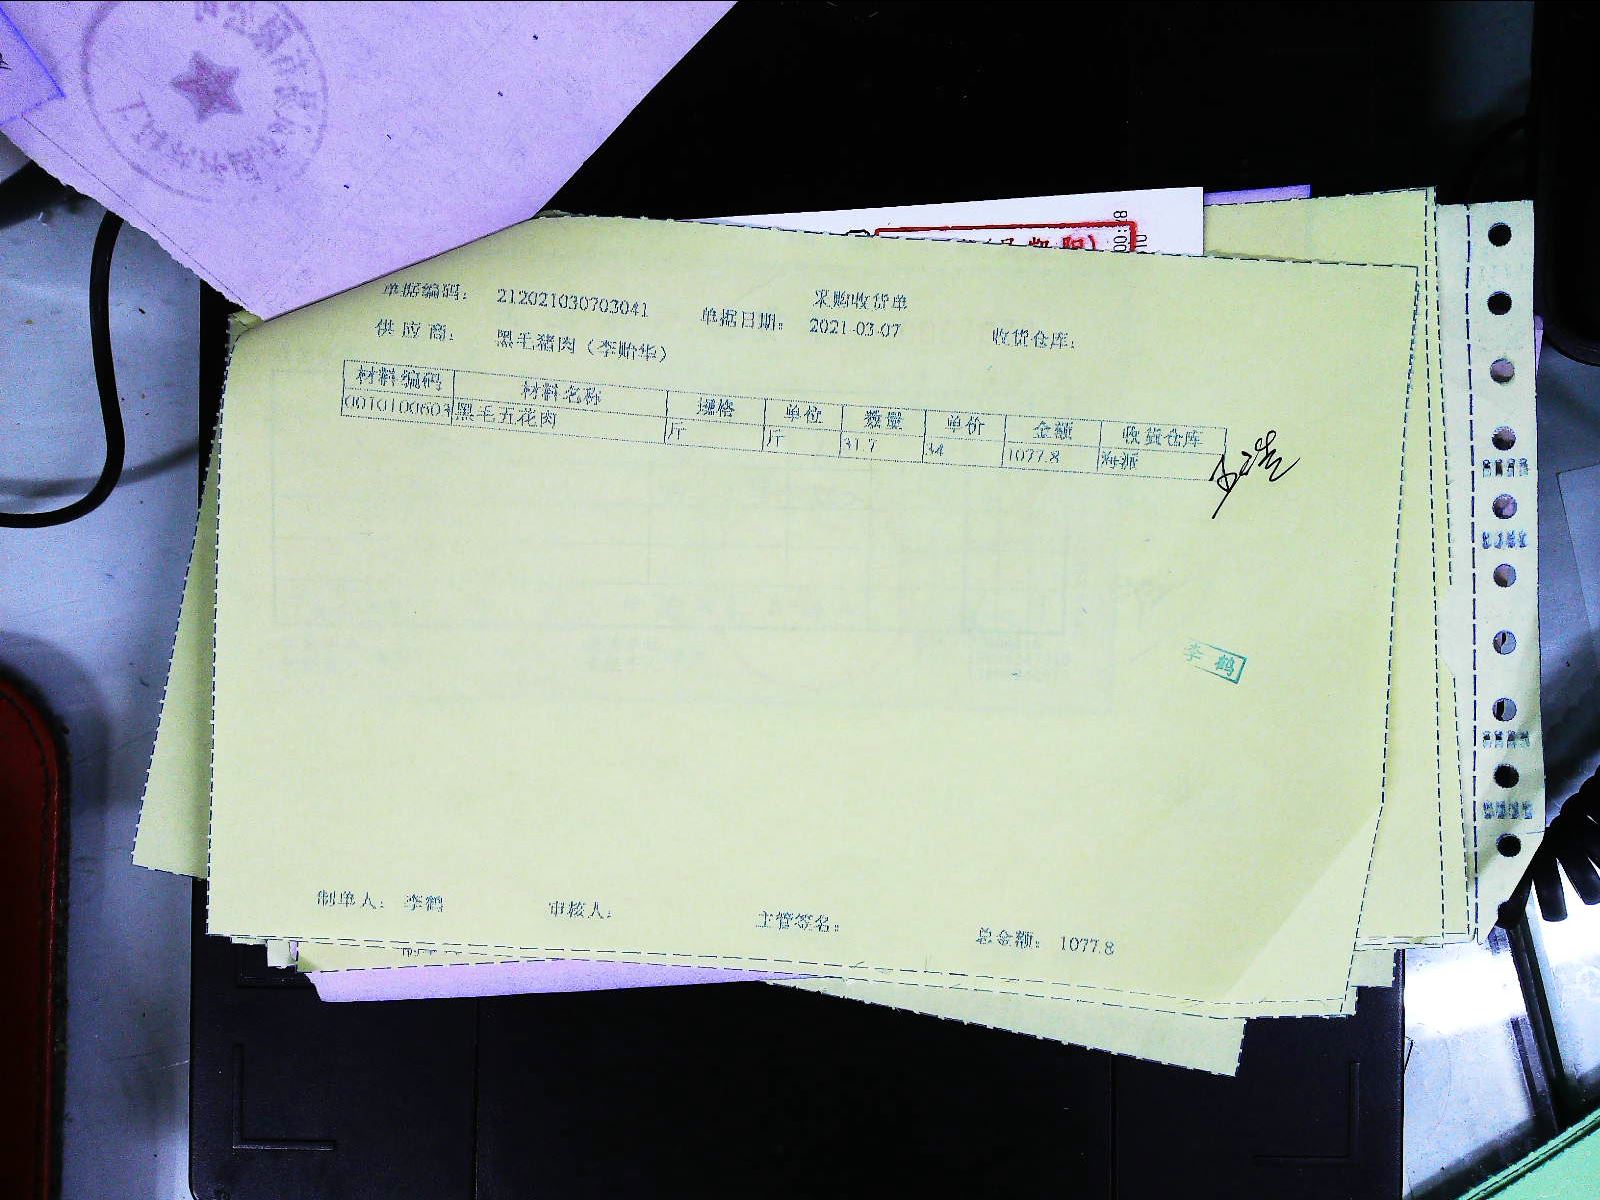 采购收货单
单据编码： 212021030703041 单据日期： 2021-03-07 收货仓库：
供应商： 黑毛猪肉（李贻华）
材料编码 材料名称 规格 单位 数量 单价 金额 收货仓库
0010100603 黑毛五花肉 斤 斤 31.7 34 1077.8 海派
李鹤
制单人： 李鹤 审核人： 主管签名： 总金额： 1077.8